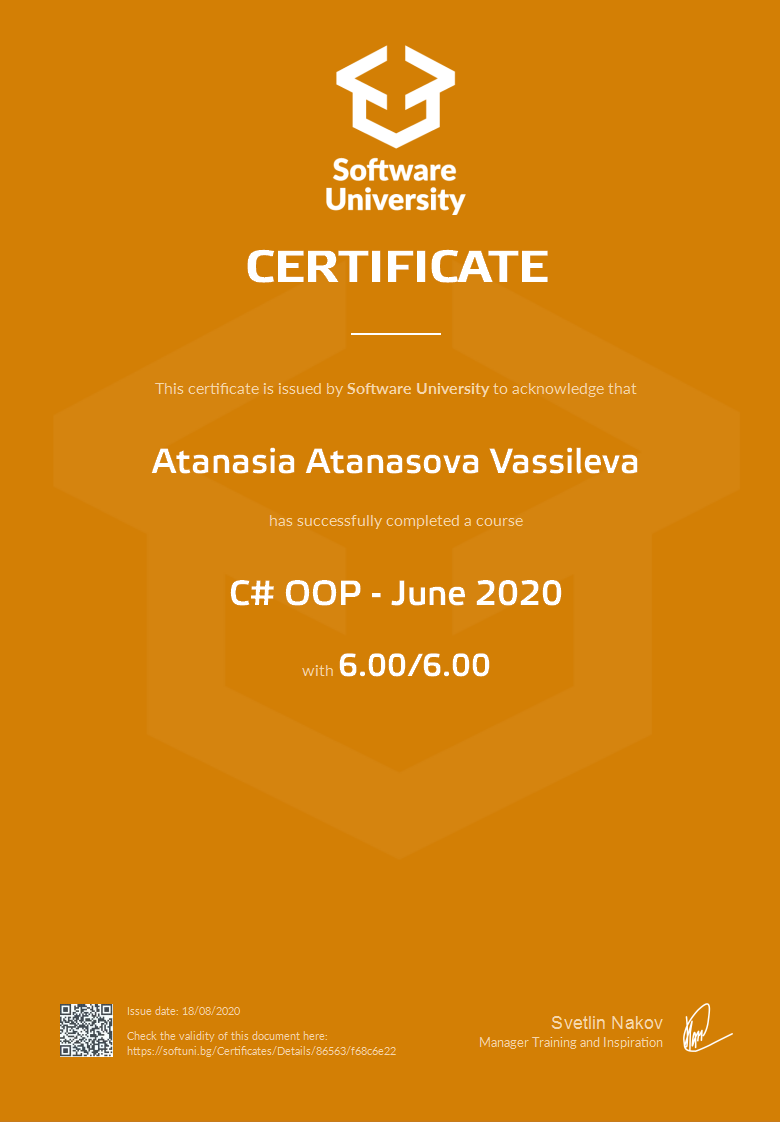 Software
University
CERTIFICATE
This certificate is issued by Software University to acknowledge that
Atanasia Atanasova Vassileva
has successfully completed a course
C# OOP - June 2020
with 6.00/6.00
Issue date: 18/08/2020
Check the validity of this document here:
https://softuni.bg/Certificates/Details/86563/f68c6e22
Svetlin Nakov
Manager Training and Inspiration